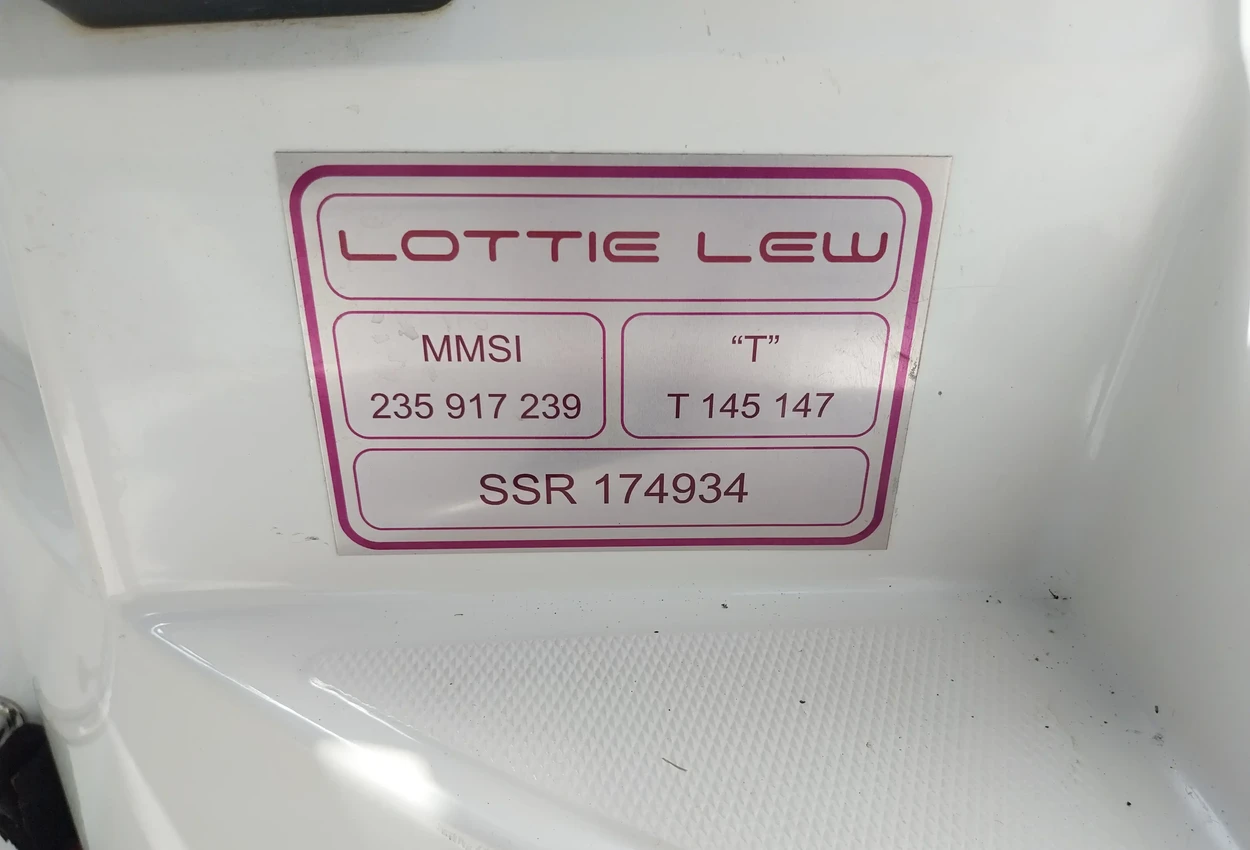 LOTTIE LEW
MMSI
235 917 239
“T”
T 145 147
SSR 174934